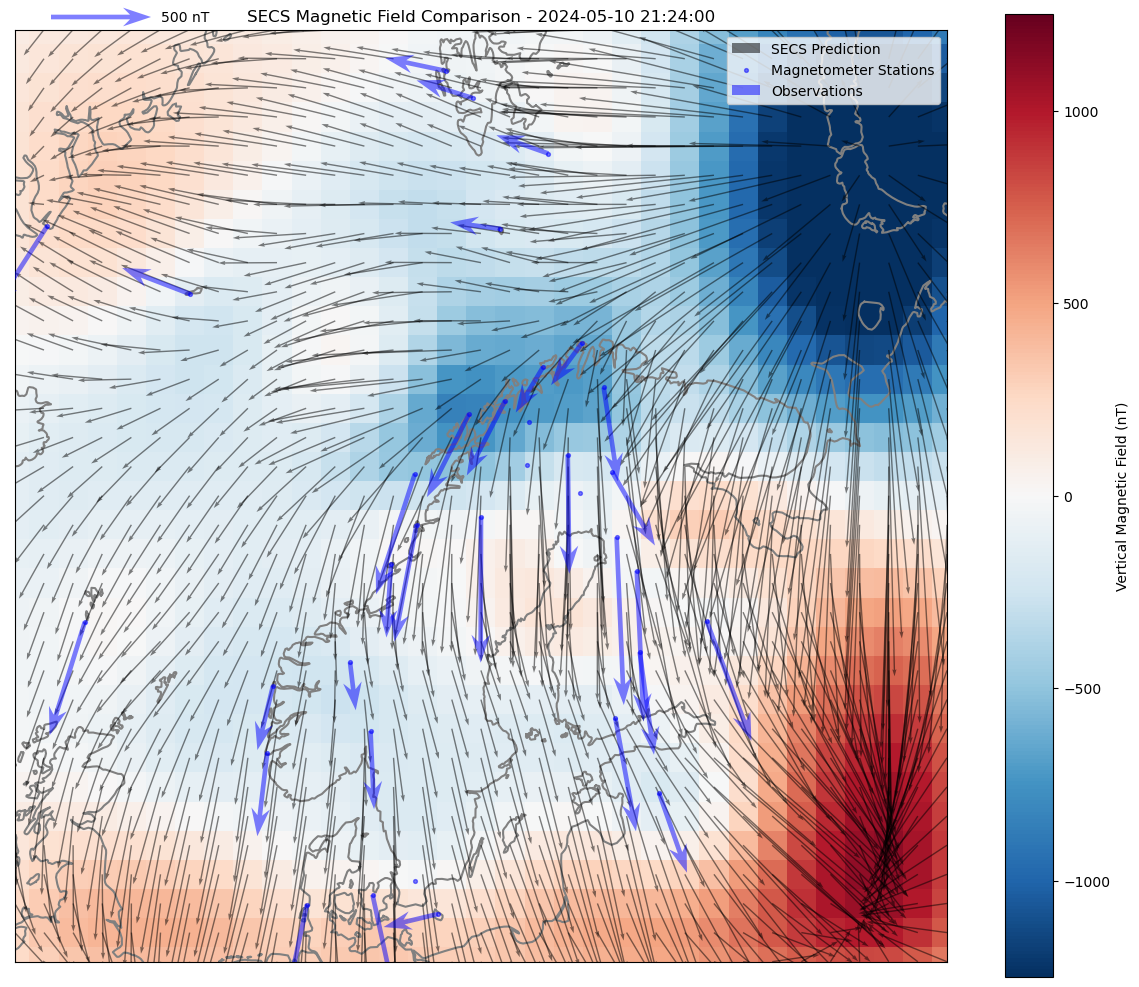 500 nT
SECS Magnetic Field Comparison - 2024-05-10 21:24:00
SECS Prediction
Magnetometer Stations
Observations
1000
500
0
−500
−1000
Vertical Magnetic Field (nT)